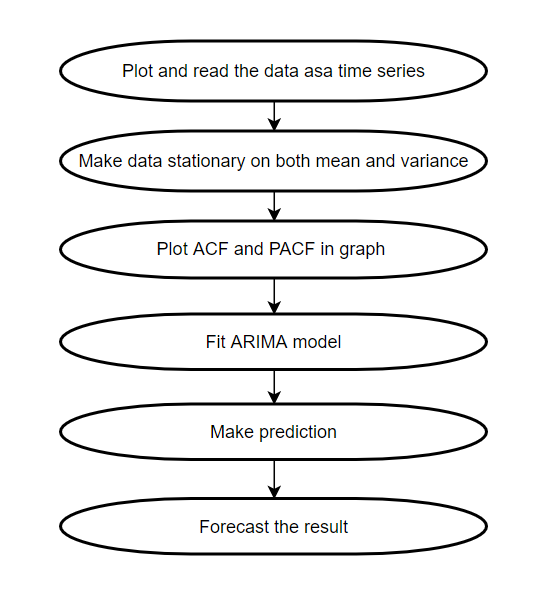 Plot and read the data asa time series
Make data stationary on both mean and variance
Plot ACF and PACF in graph
Fit ARIMA model
Make prediction
Forecast the result